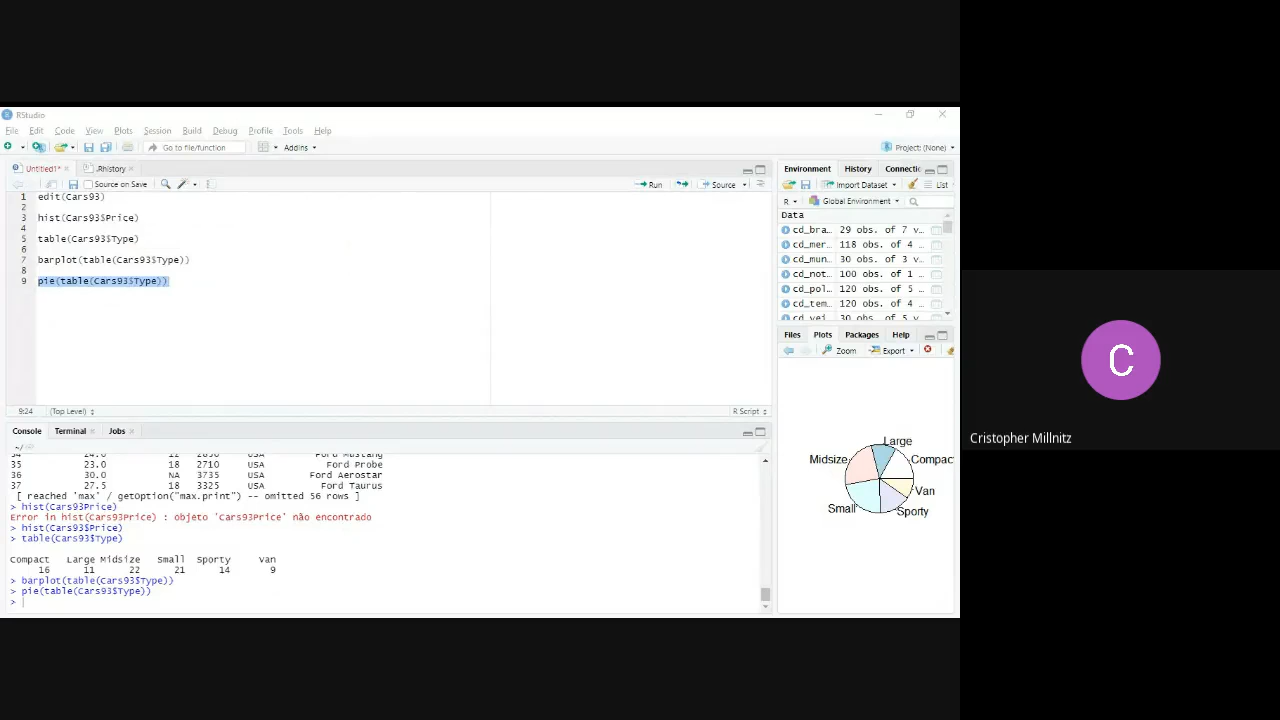 RStudio
File Edit Code View Plots Session Build Debug Profile Tools Help
Go to file/function Addins Project: (None)
Untitled1* .Rhistory
Source on Save Run Source
1 edit(Cars93)
2
3 hist(Cars93$Price)
4
5 table(Cars93$Type)
6
7 barplot(table(Cars93$Type))
8
9 pie(table(Cars93$Type))
9:24 (Top Level) R Script
Console Terminal Jobs
~/
35 23.0 18 2710 USA Ford Probe
36 30.0 NA 3735 USA Ford Aerostar
37 27.5 18 3325 USA Ford Taurus
[ reached 'max' / getOption("max.print") -- omitted 56 rows ]
> hist(Cars93Price)
Error in hist(Cars93Price) : objeto 'Cars93Price' não encontrado
> hist(Cars93$Price)
> table(Cars93$Type)
Compact Large Midsize Small Sporty Van
16 11 22 21 14 9
> barplot(table(Cars93$Type))
> pie(table(Cars93$Type))
>
Environment History Connectio
Import Dataset List
R Global Environment
Data
cd_bra… 29 obs. of 7 v…
cd_mer… 118 obs. of 4 …
cd_mun… 30 obs. of 3 v…
cd_not… 100 obs. of 1 …
cd_pol… 120 obs. of 5 …
cd_tem… 120 obs. of 4 …
cd_vei… 30 obs. of 5 v…
Files Plots Packages Help
Zoom Export
Large
Midsize Compac
Van
Small Sporty
C
Cristopher Millnitz